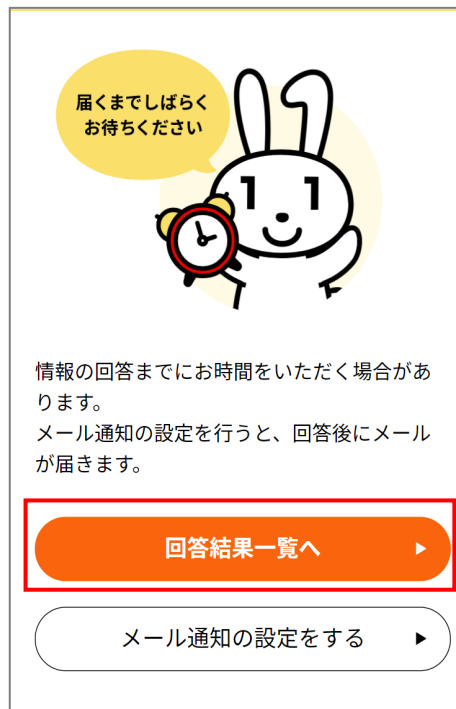 届くまでしばらく
お待ちください
情報の回答までにお時間をいただく場合があ
ります。
メール通知の設定を行うと、回答後にメール
が届きます。
回答結果一覧へ
メール通知の設定をする